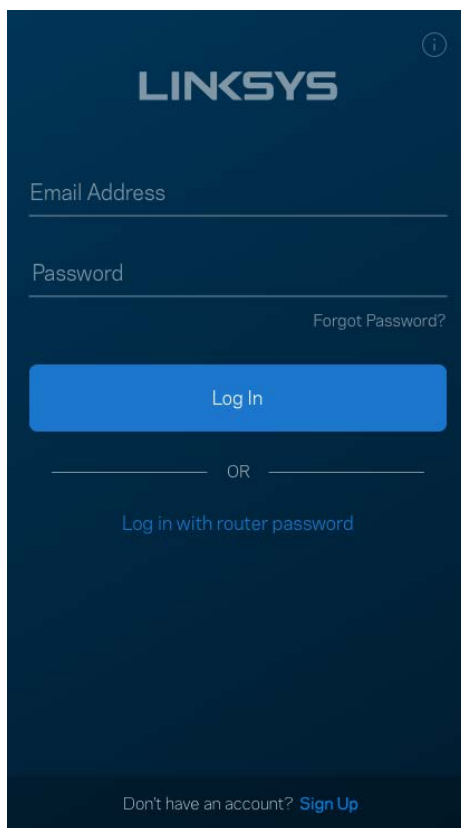 LINKSYS
Email Address
Password
Forgot Password?
Log In
OR
Log in with router password
Don't have an account? Sign Up